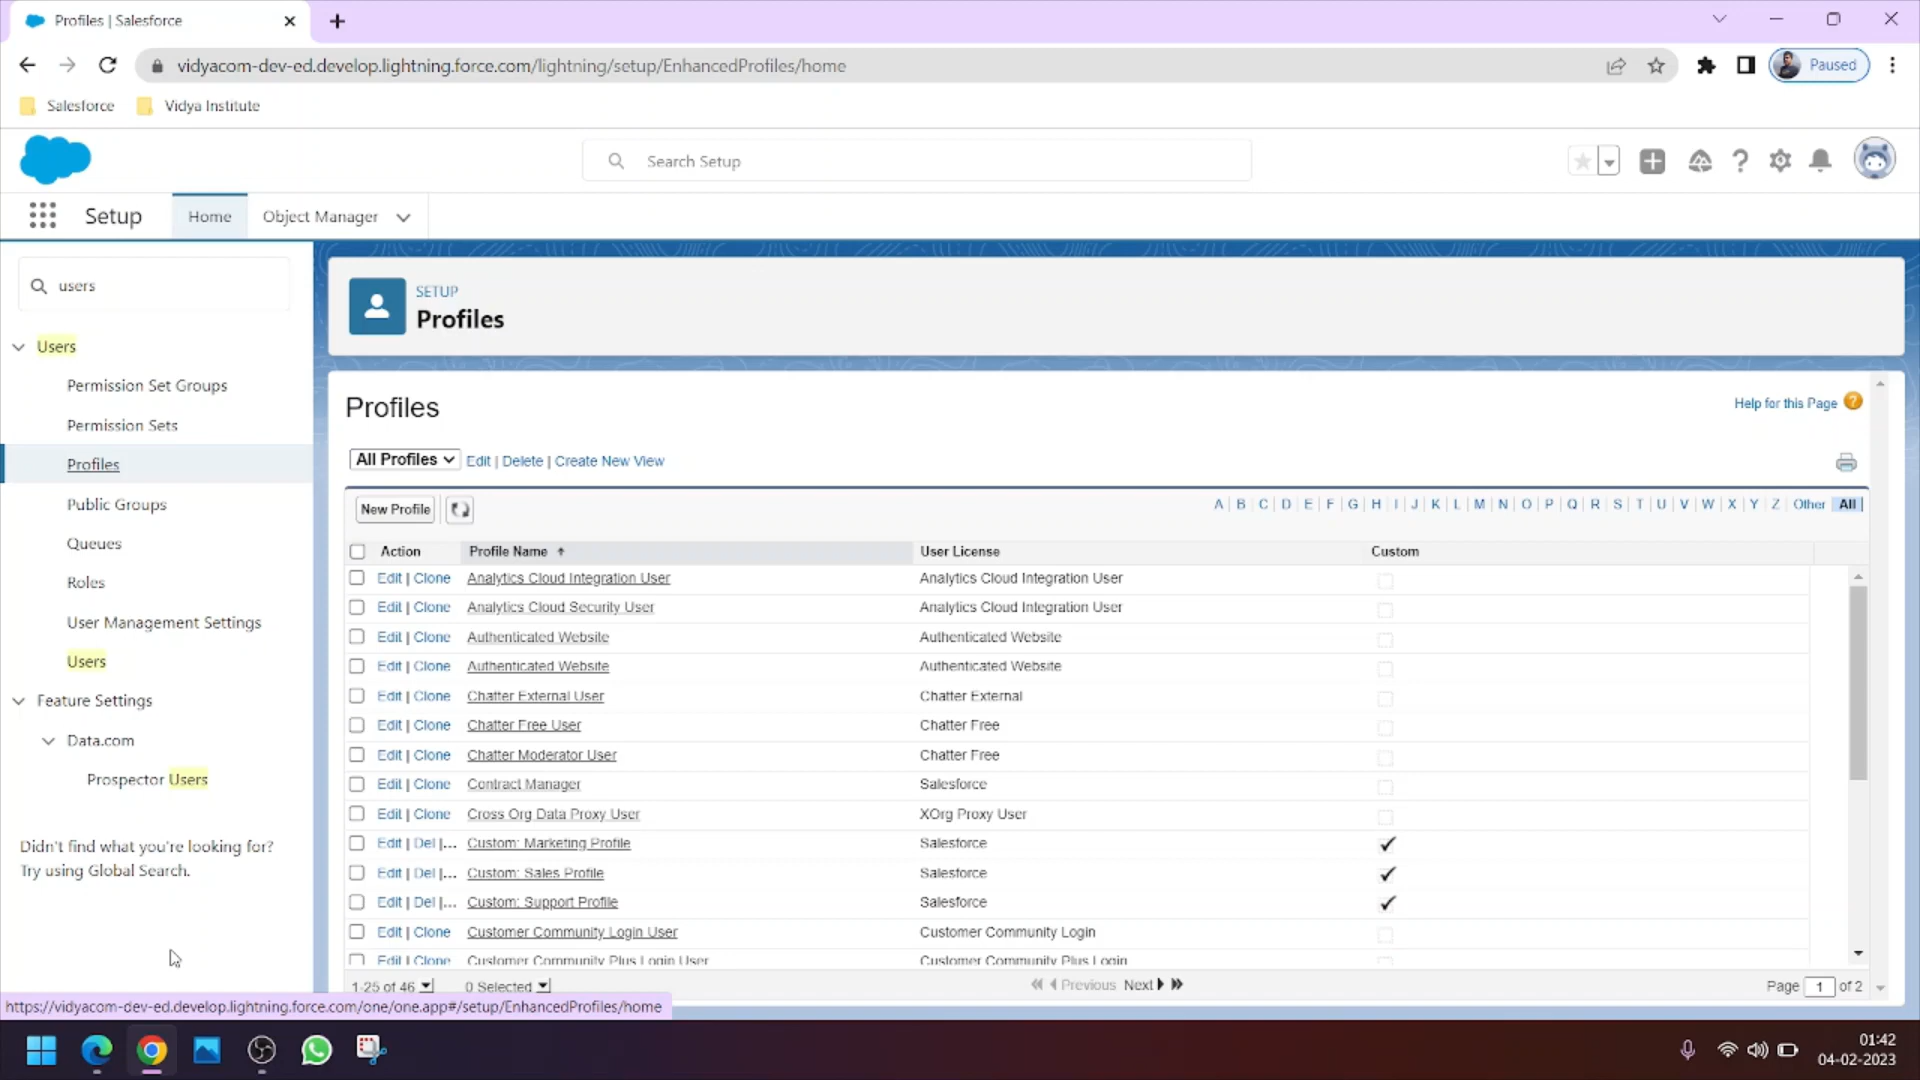 Profiles | Salesforce
vidyacom-dev-ed.develop.lightning.force.com/lightning/setup/EnhancedProfiles/home
Paused
Salesforce
Vidya Institute
Search Setup
Setup
Home
Object Manager
users
Users
Permission Set Groups
Permission Sets
Profiles
Public Groups
Queues
Roles
User Management Settings
Users
Feature Settings
Data.com
Prospector Users
Didn't find what you're looking for?
Try using Global Search.
SETUP
Profiles
Profiles
Help for this Page ?
All Profiles Edit | Delete | Create New View
New Profile
A | B | C | D | E | F | G | H | I | J | K | L | M | N | O | P | Q | R | S | T | U | V | W | X | Y | Z | Other | All |
Action Profile Name User License Custom
Edit | Clone Analytics Cloud Integration User Analytics Cloud Integration User
Edit | Clone Analytics Cloud Security User Analytics Cloud Integration User
Edit | Clone Authenticated Website Authenticated Website
Edit | Clone Authenticated Website Authenticated Website
Edit | Clone Chatter External User Chatter External
Edit | Clone Chatter Free User Chatter Free
Edit | Clone Chatter Moderator User Chatter Free
Edit | Clone Contract Manager Salesforce
Edit | Clone Cross Org Data Proxy User XOrg Proxy User
Edit | Del |... Custom: Marketing Profile Salesforce ✓
Edit | Del |... Custom: Sales Profile Salesforce ✓
Edit | Del |... Custom: Support Profile Salesforce ✓
Edit | Clone Customer Community Login User Customer Community Login
Edit | Clone Customer Community Plus Login User Customer Community Plus Login
1-25 of 46 0 Selected Previous Next Page 1 of 2
https://vidyacom-dev-ed.develop.lightning.force.com/one/one.app#/setup/EnhancedProfiles/home
01:42
04-02-2023